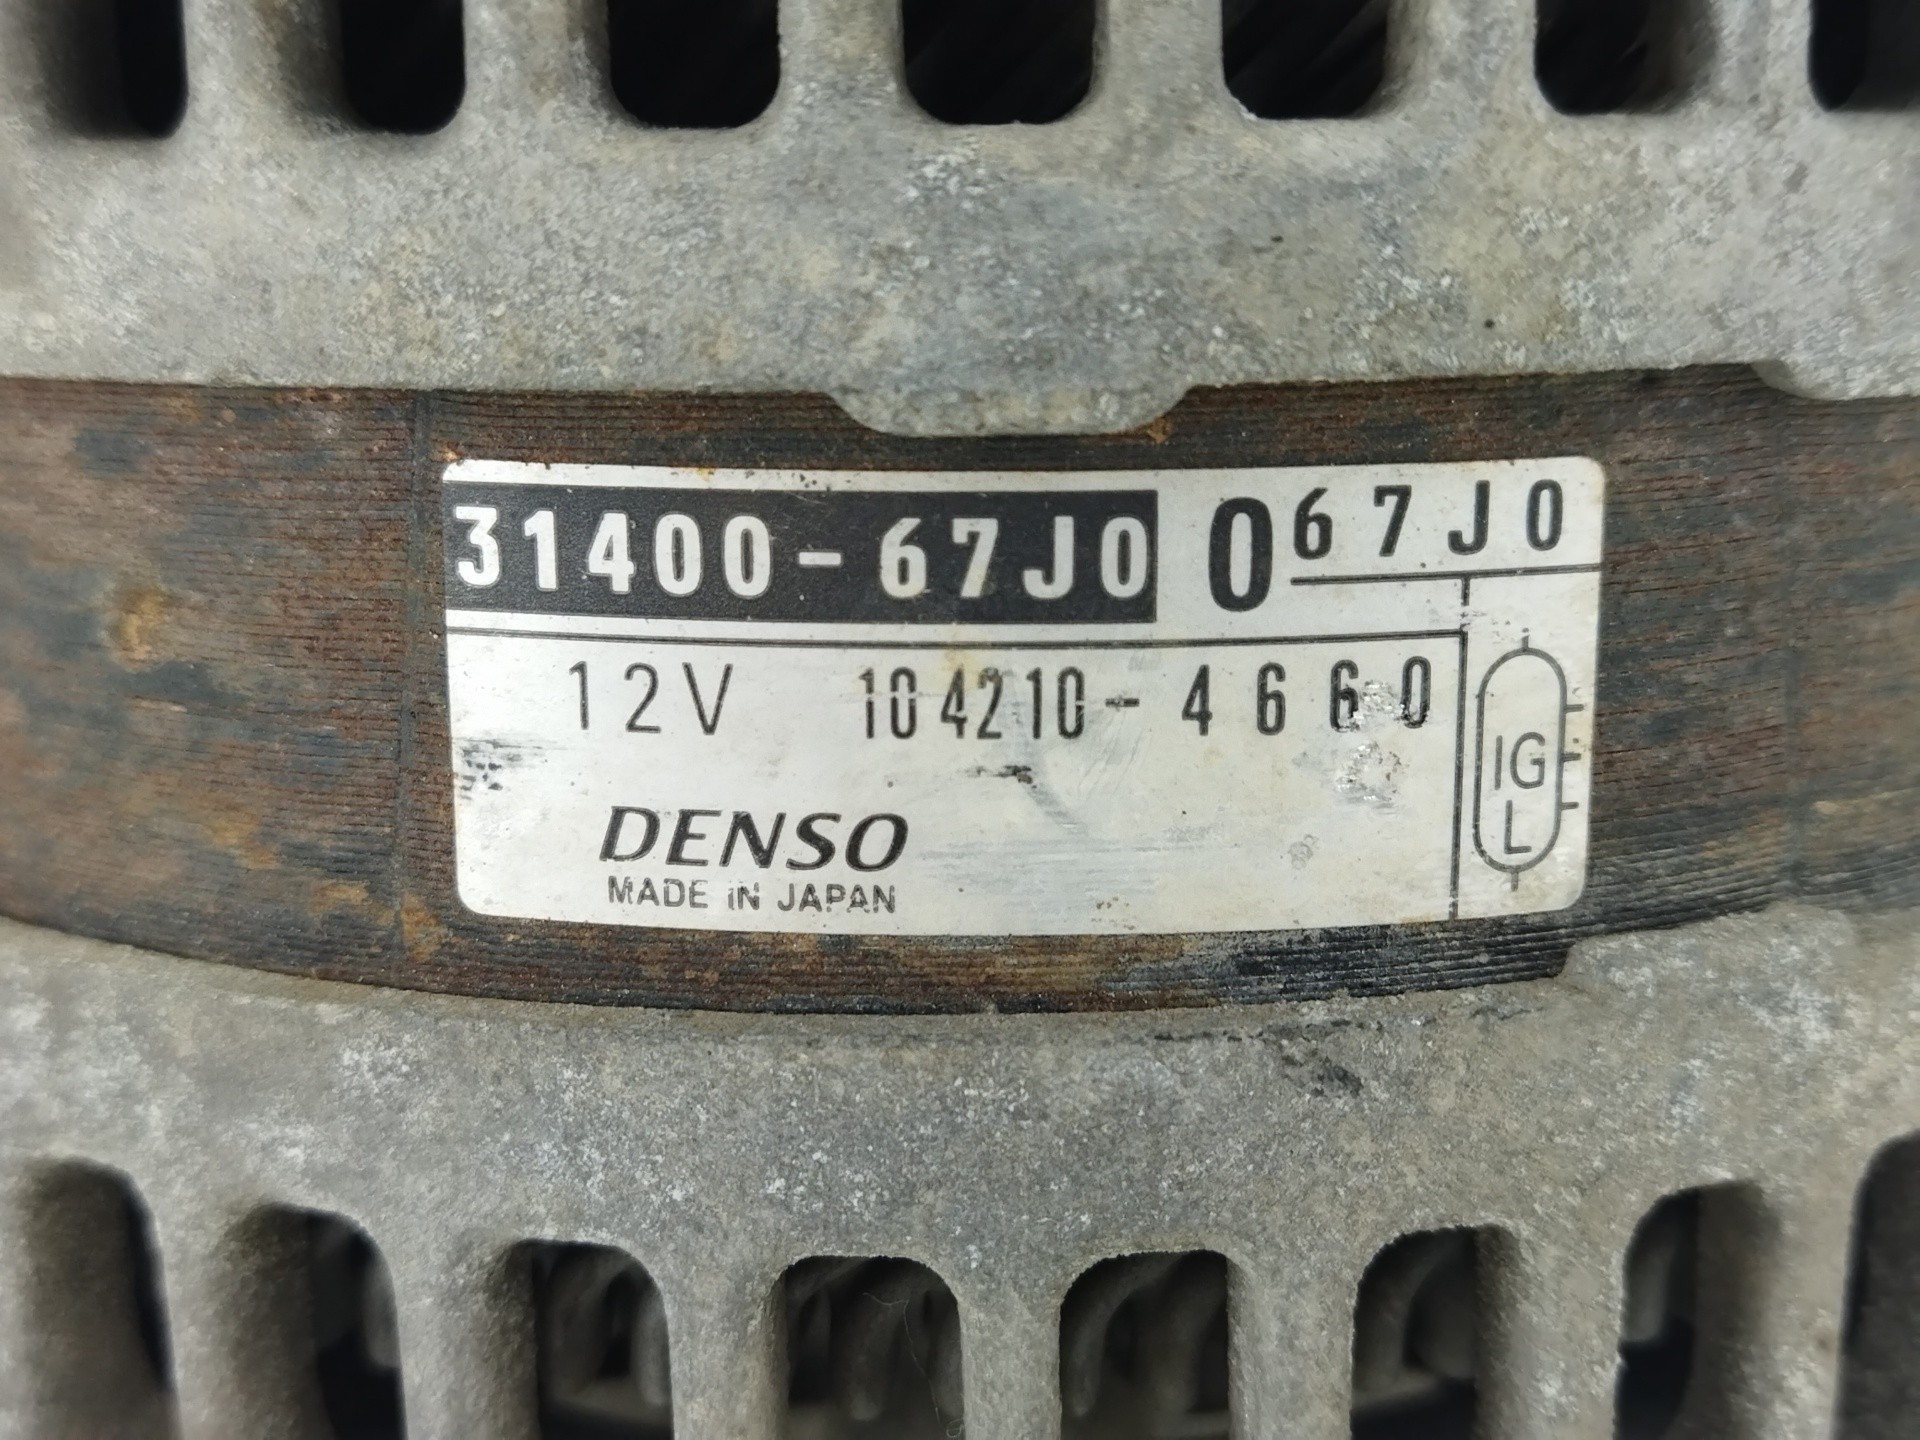 31400-67J0 0 67J0
12V 104210-4660
IG
L
DENSO
MADE IN JAPAN